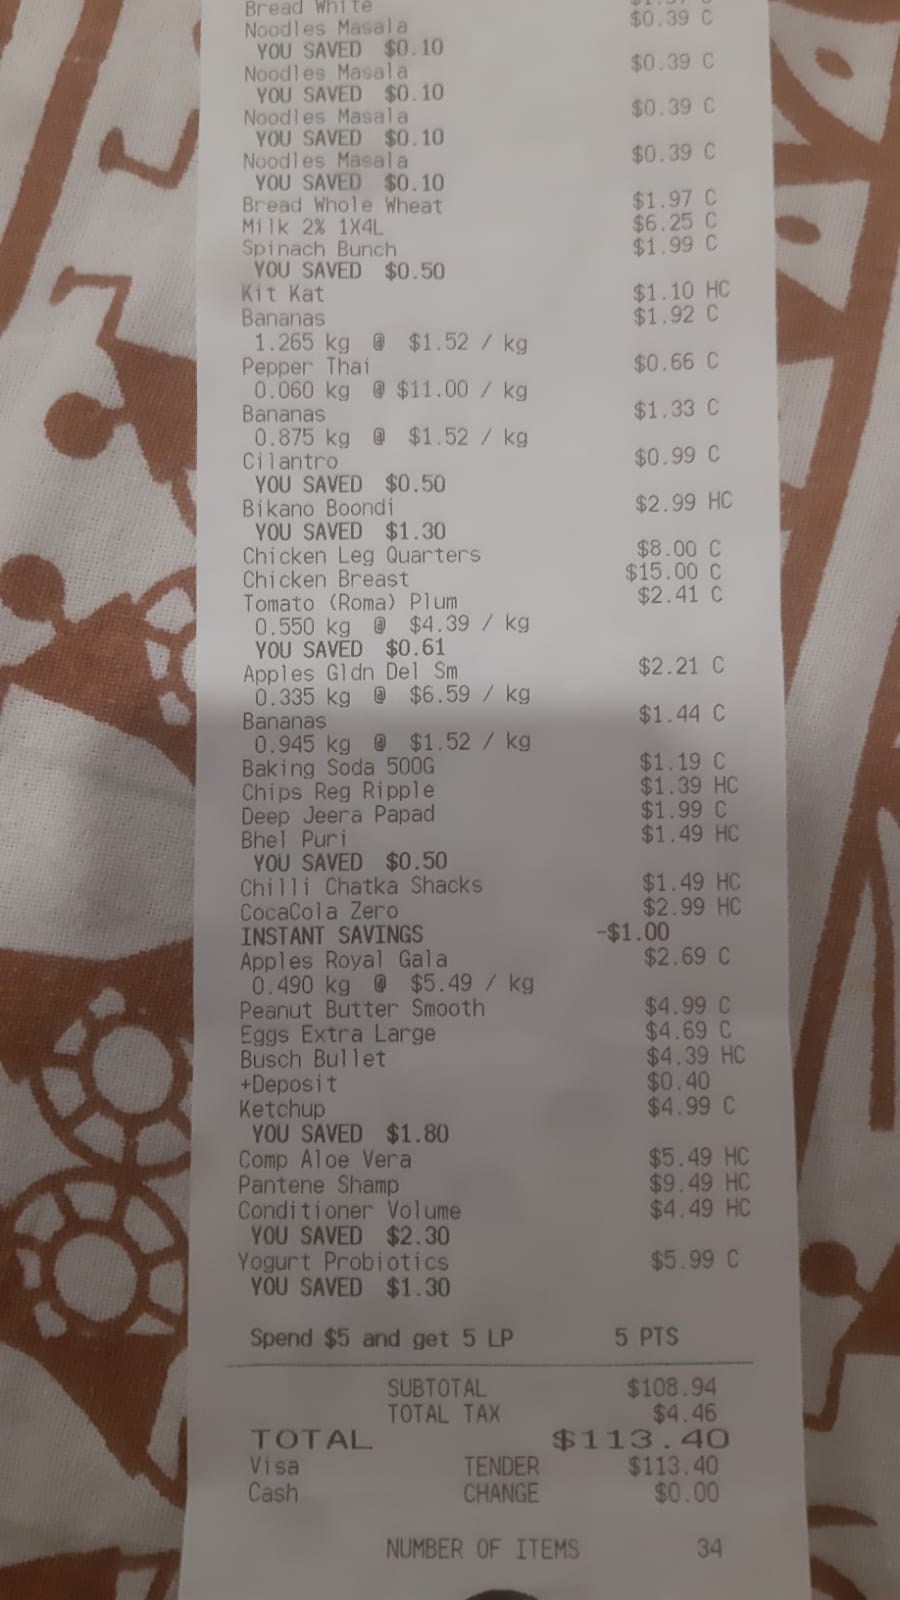 Bread White $1.97
Noodles Masala $0.39 C
YOU SAVED $0.10
Noodles Masala $0.39 C
YOU SAVED $0.10
Noodles Masala $0.39 C
YOU SAVED $0.10
Noodles Masala $0.39 C
YOU SAVED $0.10
Bread Whole Wheat $1.97 C
Milk 2% 1X4L $6.25 C
Spinach Bunch $1.99 C
YOU SAVED $0.50
Kit Kat $1.10 HC
Bananas $1.92 C
1.265 kg @ $1.52 / kg
Pepper Thai $0.66 C
0.060 kg @ $11.00 / kg
Bananas $1.33 C
0.875 kg @ $1.52 / kg
Cilantro $0.99 C
YOU SAVED $0.50
Bikano Boondi $2.99 HC
YOU SAVED $1.30
Chicken Leg Quarters $8.00 C
Chicken Breast $15.00 C
Tomato (Roma) Plum $2.41 C
0.550 kg @ $4.39 / kg
YOU SAVED $0.61
Apples Gldn Del Sm $2.21 C
0.335 kg @ $6.59 / kg
Bananas $1.44 C
0.945 kg @ $1.52 / kg
Baking Soda 500G $1.19 C
Chips Reg Ripple $1.39 HC
Deep Jeera Papad $1.99 C
Bhel Puri $1.49 HC
YOU SAVED $0.50
Chilli Chatka Shacks $1.49 HC
CocaCola Zero $2.99 HC
INSTANT SAVINGS -$1.00
Apples Royal Gala $2.69 C
0.490 kg @ $5.49 / kg
Peanut Butter Smooth $4.99 C
Eggs Extra Large $4.69 C
Busch Bullet $4.39 HC
+Deposit $0.40
Ketchup $4.99 C
YOU SAVED $1.80
Comp Aloe Vera $5.49 HC
Pantene Shamp $9.49 HC
Conditioner Volume $4.49 HC
YOU SAVED $2.30
Yogurt Probiotics $5.99 C
YOU SAVED $1.30
Spend $5 and get 5 LP 5 PTS
SUBTOTAL $108.94
TOTAL TAX $4.46
TOTAL $113.40
Visa TENDER $113.40
Cash CHANGE $0.00
NUMBER OF ITEMS 34